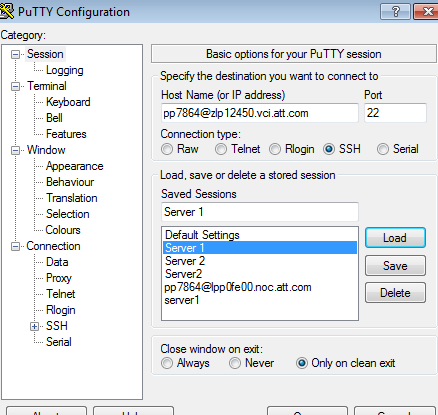 PuTTY Configuration
?
Category:
Session
Logging
Terminal
Keyboard
Bell
Features
Window
Appearance
Behaviour
Translation
Selection
Colours
Connection
Data
Proxy
Telnet
Rlogin
SSH
Serial
Basic options for your PuTTY session
Specify the destination you want to connect to
Host Name (or IP address) Port
pp7864@zlp12450.vci.att.com 22
Connection type:
Raw Telnet Rlogin SSH Serial
Load, save or delete a stored session
Saved Sessions
Server 1
Default Settings
Server 1
Server 2
Server2
pp7864@lpp0fe00.noc.att.com
server1
Load
Save
Delete
Close window on exit:
Always Never Only on clean exit